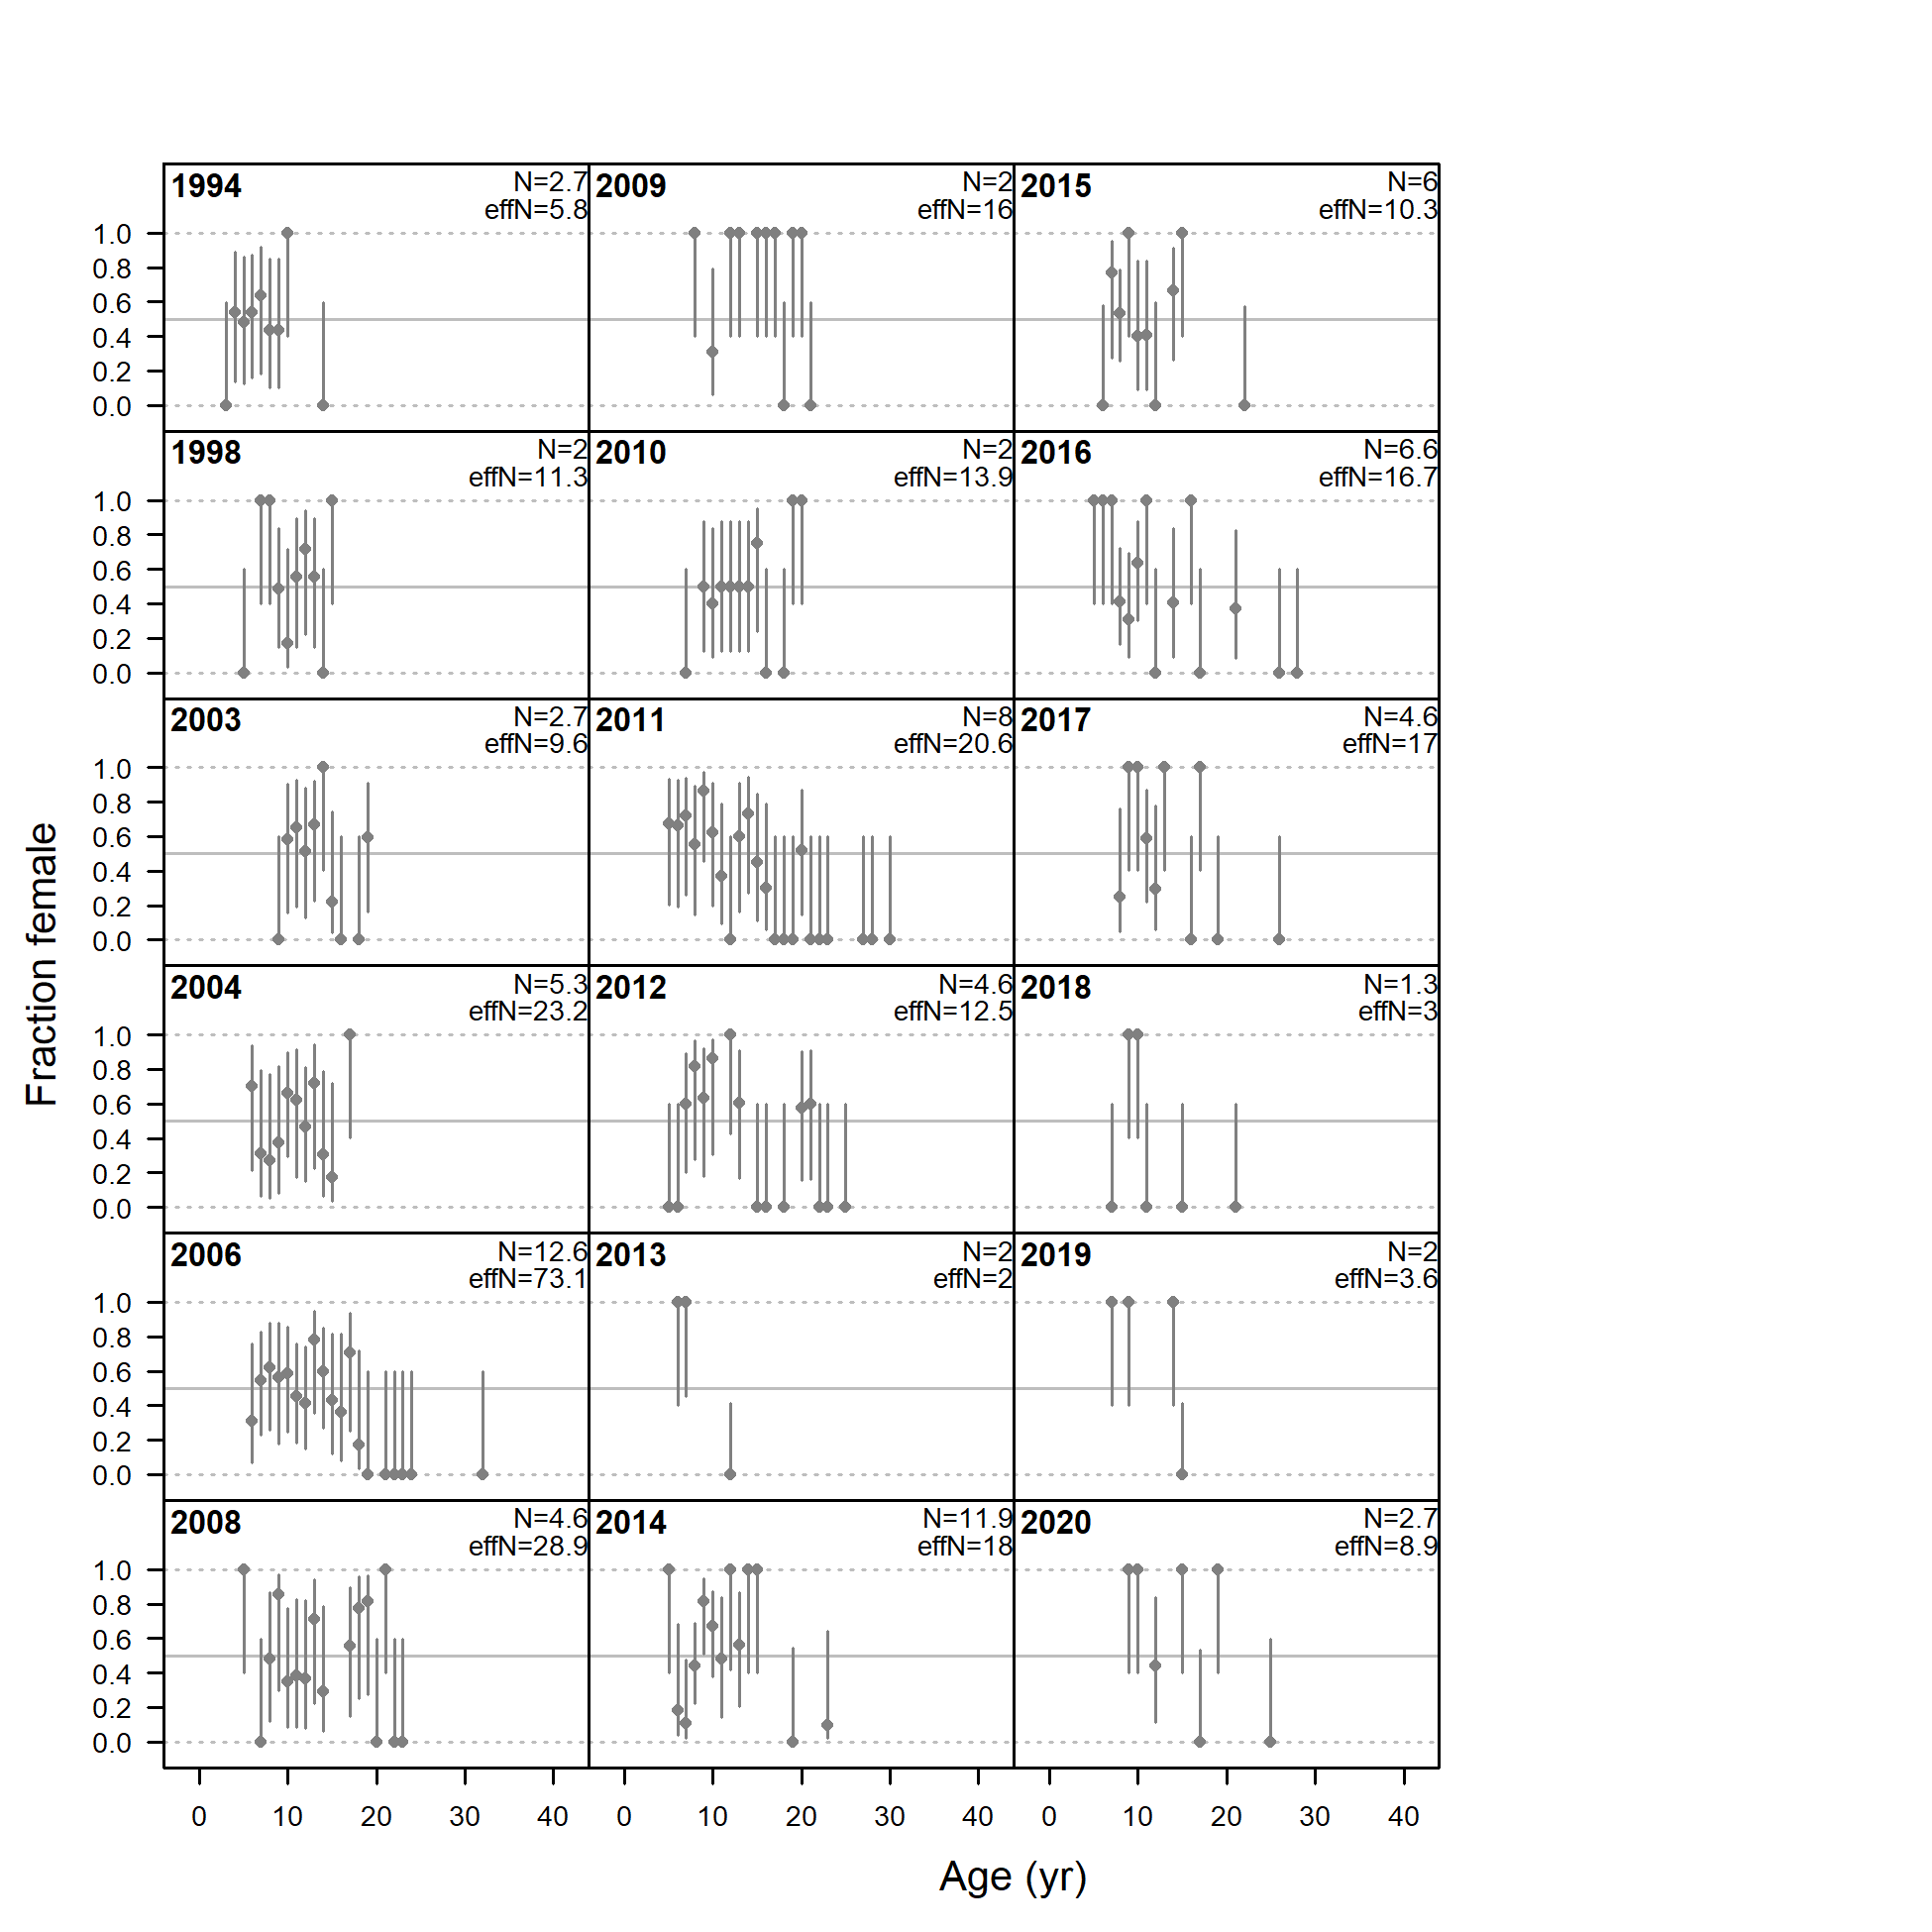 1994
N=2.7
effN=5.8
2009
N=2
effN=16
2015
N=6
effN=10.3
1.0
0.8
0.6
0.4
0.2
0.0
1998
N=2
effN=11.3
2010
N=2
effN=13.9
2016
N=6.6
effN=16.7
1.0
0.8
0.6
0.4
0.2
0.0
2003
N=2.7
effN=9.6
2011
N=8
effN=20.6
2017
N=4.6
effN=17
1.0
0.8
0.6
0.4
0.2
0.0
2004
N=5.3
effN=23.2
2012
N=4.6
effN=12.5
2018
N=1.3
effN=3
1.0
0.8
0.6
0.4
0.2
0.0
2006
N=12.6
effN=73.1
2013
N=2
effN=2
2019
N=2
effN=3.6
1.0
0.8
0.6
0.4
0.2
0.0
2008
N=4.6
effN=28.9
2014
N=11.9
effN=18
2020
N=2.7
effN=8.9
1.0
0.8
0.6
0.4
0.2
0.0
0 10 20 30 40 0 10 20 30 40 0 10 20 30 40
Fraction female
Age (yr)